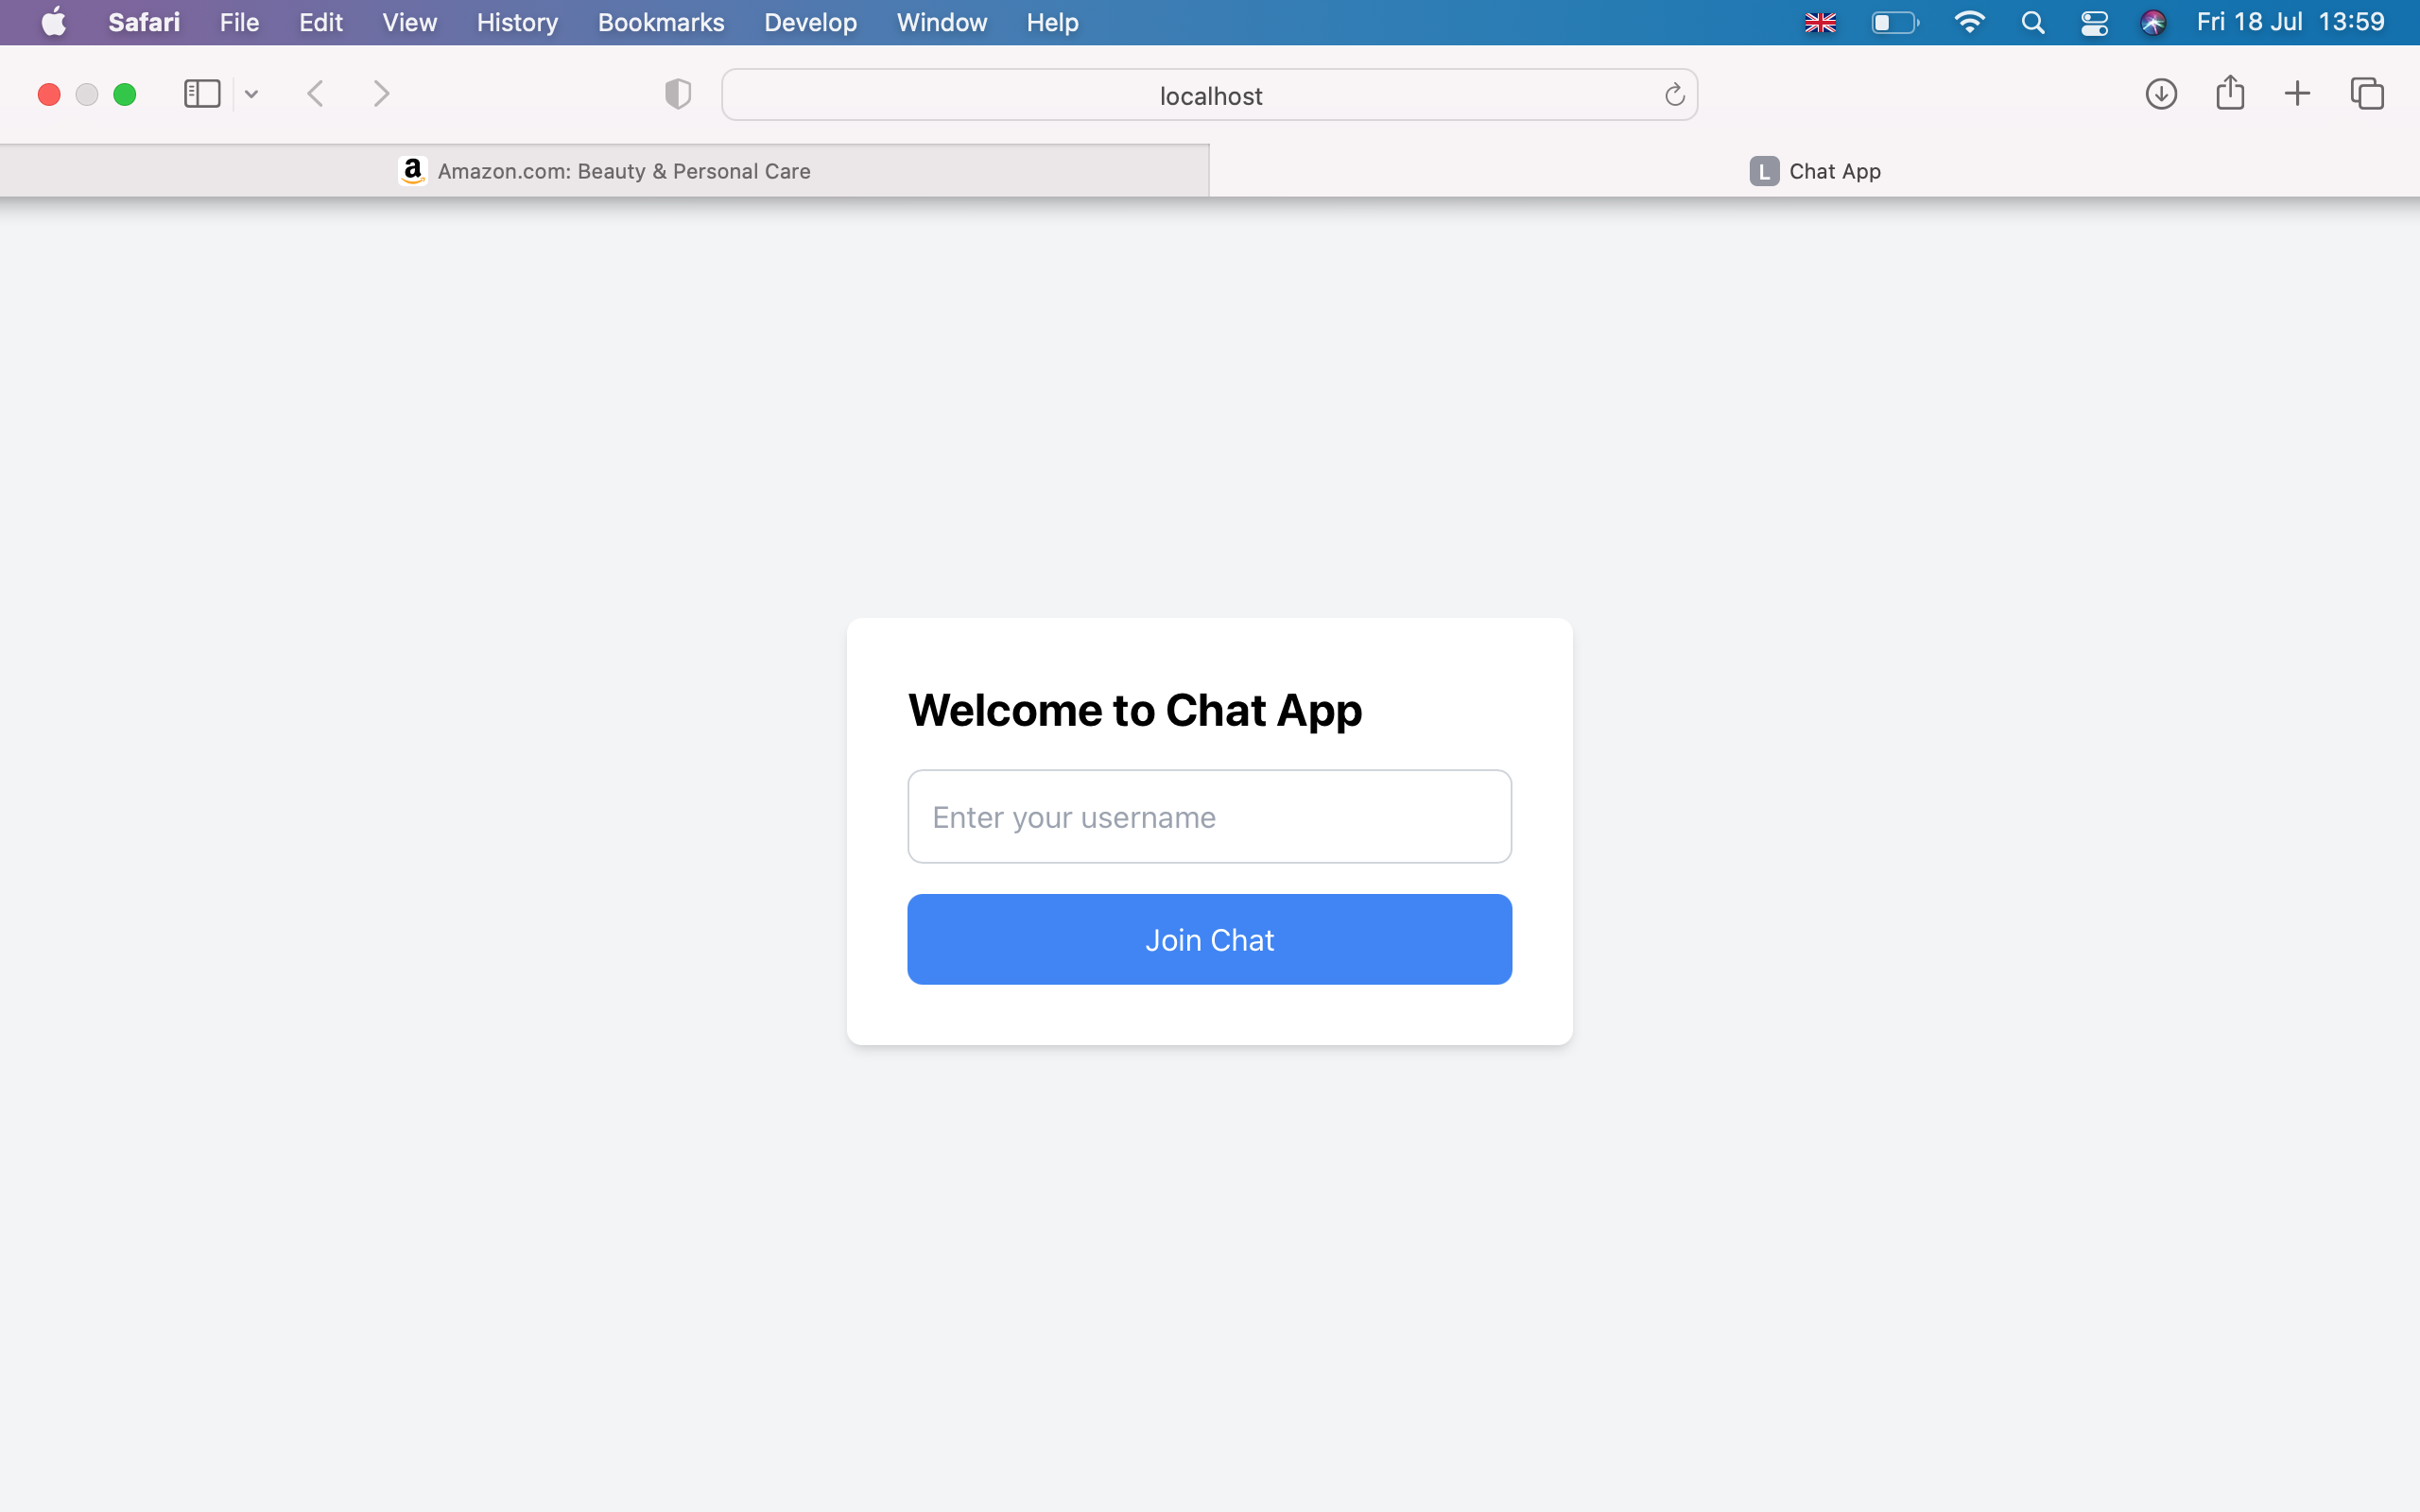 Safari File Edit View History Bookmarks Develop Window Help Fri 18 Jul 13:59
localhost
a Amazon.com: Beauty & Personal Care L Chat App
Welcome to Chat App
Enter your username
Join Chat